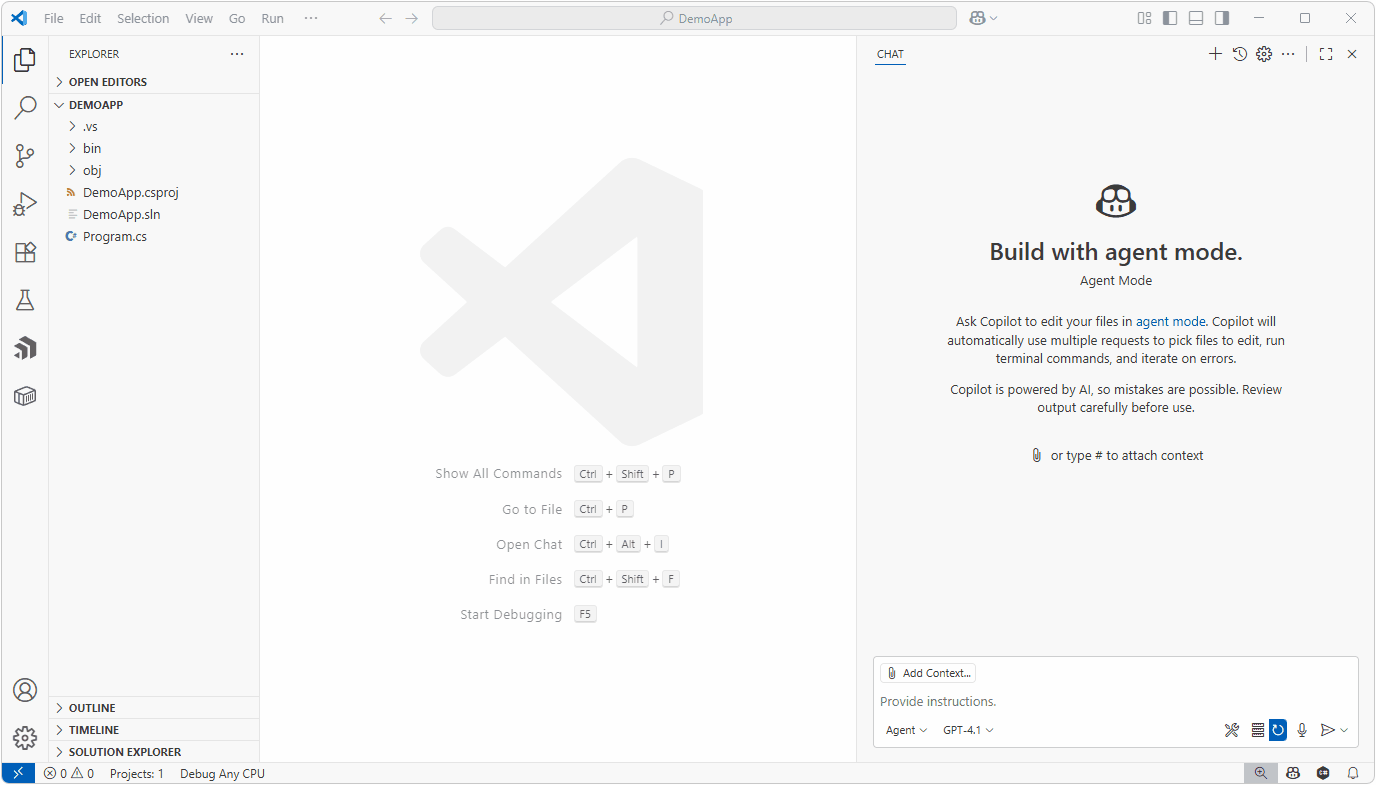 File Edit Selection View Go Run ···
DemoApp
EXPLORER
OPEN EDITORS
DEMOAPP
.vs
bin
obj
DemoApp.csproj
DemoApp.sln
Program.cs
OUTLINE
TIMELINE
SOLUTION EXPLORER
Show All Commands Ctrl + Shift + P
Go to File Ctrl + P
Open Chat Ctrl + Alt + I
Find in Files Ctrl + Shift + F
Start Debugging F5
CHAT
Build with agent mode.
Agent Mode
Ask Copilot to edit your files in agent mode. Copilot will
automatically use multiple requests to pick files to edit, run
terminal commands, and iterate on errors.
Copilot is powered by AI, so mistakes are possible. Review
output carefully before use.
or type # to attach context
Add Context...
Provide instructions.
Agent GPT-4.1
0 0 Projects: 1 Debug Any CPU